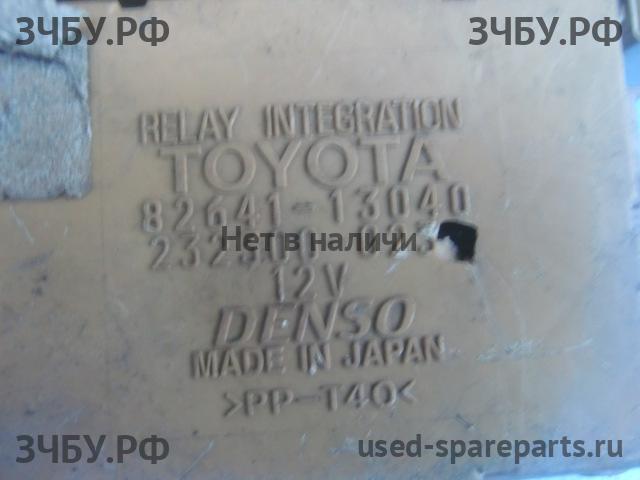 ЗЧБУ.РФ ЗЧБУ.РФ
RELAY INTEGRATION
TOYOTA
82641-13040
Нет в наличии
12V
DENSO
MADE IN JAPAN
>PP-T40<
ЗЧБУ.РФ used-spareparts.ru